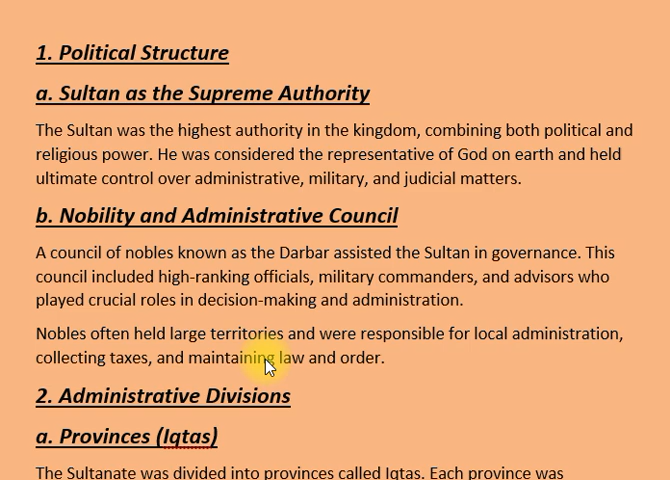 1. Political Structure
a. Sultan as the Supreme Authority
The Sultan was the highest authority in the kingdom, combining both political and
religious power. He was considered the representative of God on earth and held
ultimate control over administrative, military, and judicial matters.
b. Nobility and Administrative Council
A council of nobles known as the Darbar assisted the Sultan in governance. This
council included high-ranking officials, military commanders, and advisors who
played crucial roles in decision-making and administration.
Nobles often held large territories and were responsible for local administration,
collecting taxes, and maintaining law and order.
2. Administrative Divisions
a. Provinces (Iqtas)
The Sultanate was divided into provinces called Iqtas. Each province was